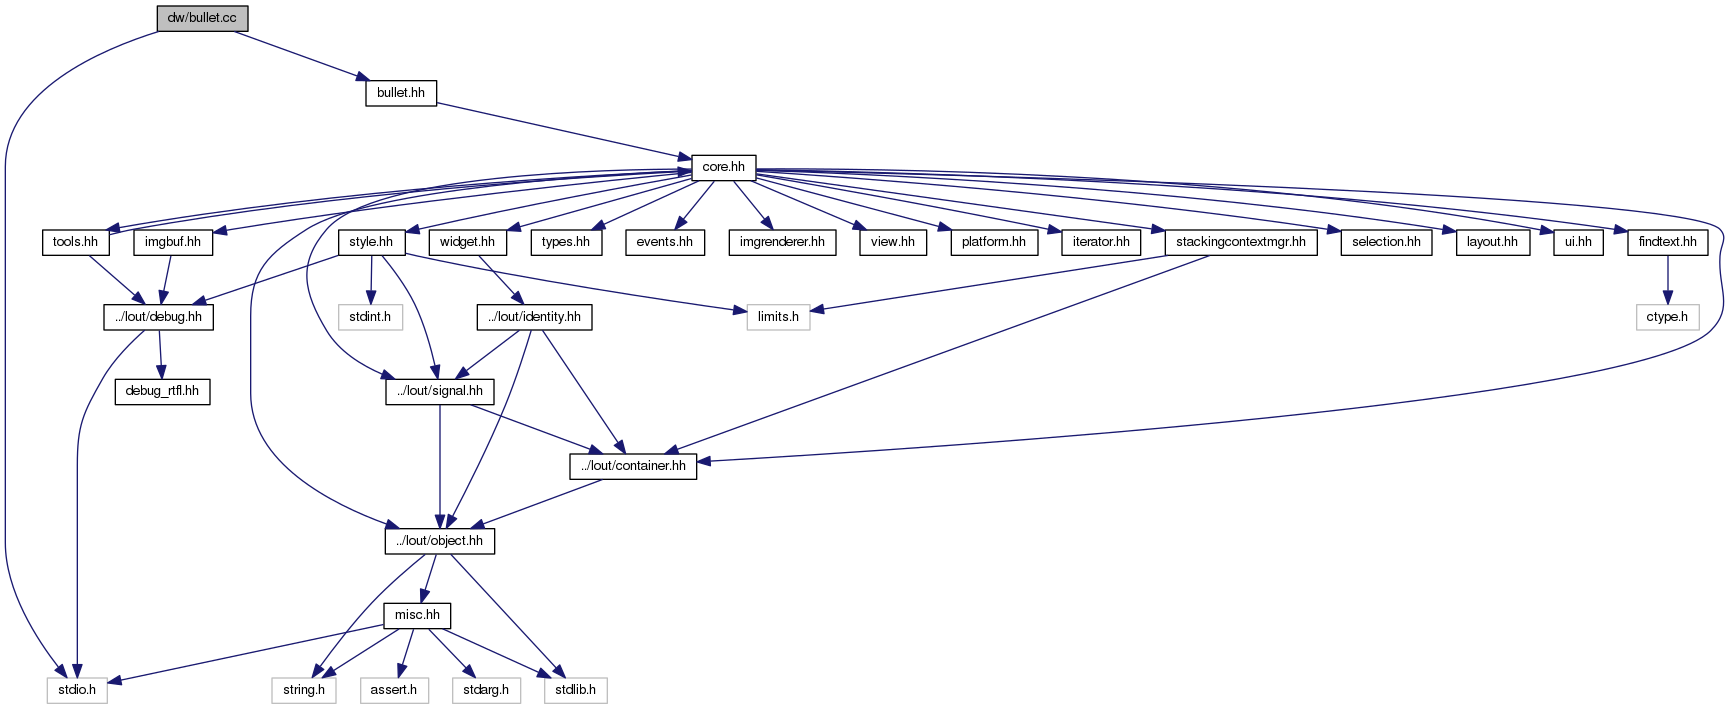 dw/bullet.cc
bullet.hh
core.hh
tools.hh
imgbuf.hh
style.hh
widget.hh
types.hh
events.hh
imgrenderer.hh
view.hh
platform.hh
iterator.hh
stackingcontextmgr.hh
selection.hh
layout.hh
ui.hh
findtext.hh
../lout/debug.hh
stdint.h
../lout/identity.hh
limits.h
ctype.h
debug_rtfl.hh
../lout/signal.hh
../lout/container.hh
../lout/object.hh
misc.hh
stdio.h
string.h
assert.h
stdarg.h
stdlib.h